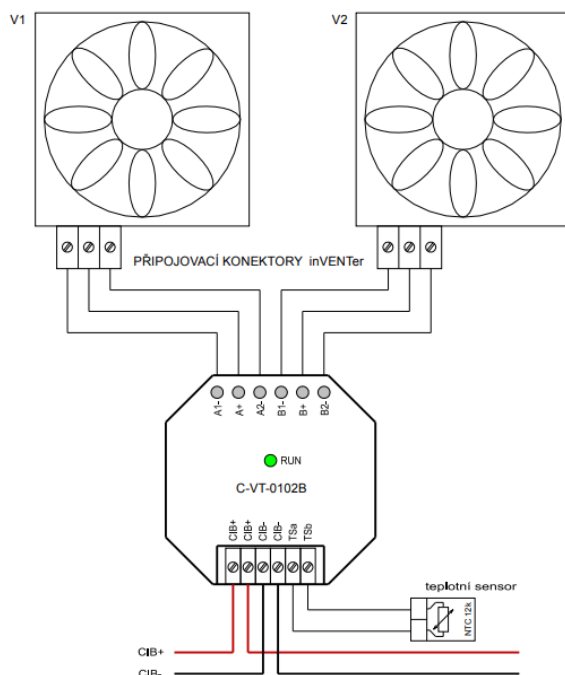 V1
V2
PŘIPOJOVACÍ KONEKTORY inVENTer
A1-
A+
A2-
B1-
B+
B2-
RUN
C-VT-0102B
CIB+
CIB+
CIB-
CIB-
TSa
TSb
teplotní sensor
NTC 12k
CIB+
CIB-